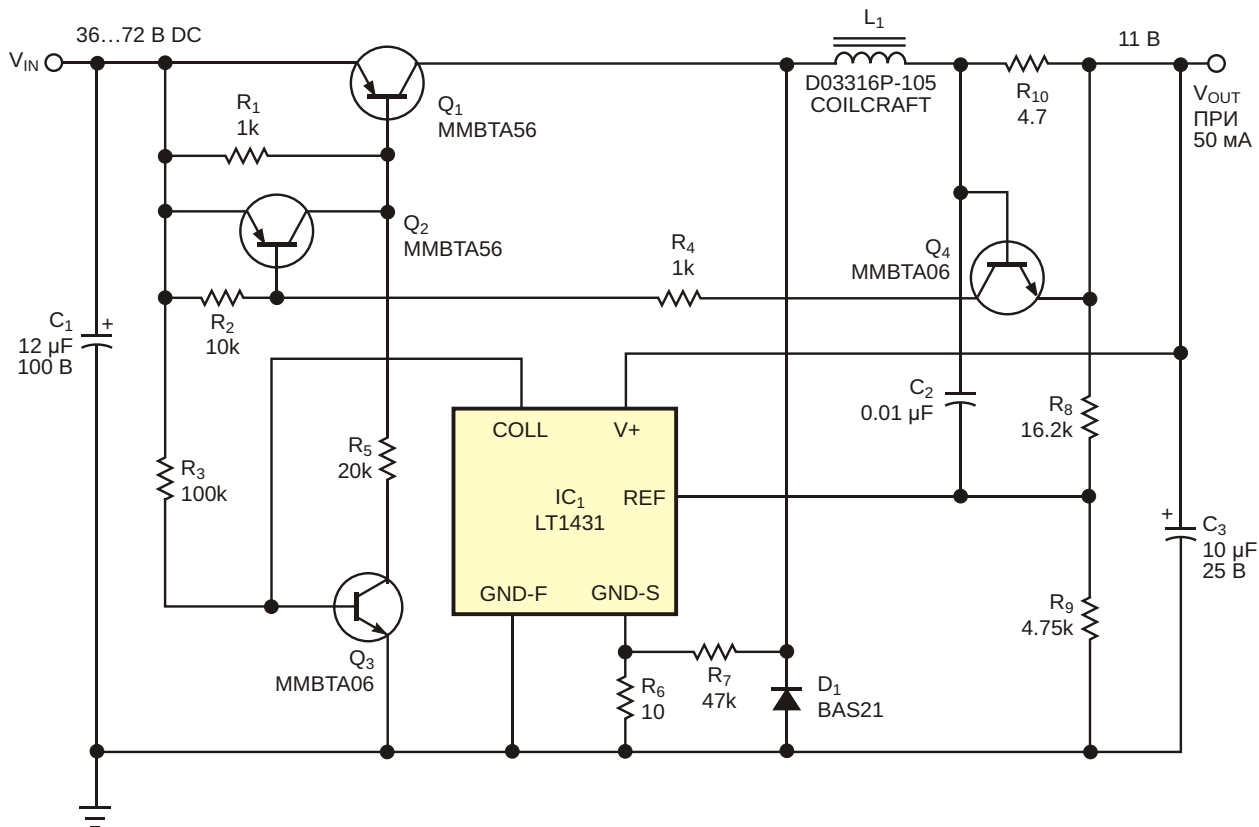 36...72 В DC
V_IN
L1
D03316P-105
COILCRAFT
11 В
V_OUT
ПРИ
50 мА
R10
4.7
Q1
MMBTA56
R1
1k
Q2
MMBTA56
R2
10k
R4
1k
Q4
MMBTA06
C1
+
12 µF
100 В
C2
0.01 µF
R8
16.2k
R3
100k
R5
20k
COLL
V+
IC1
LT1431
REF
GND-F
GND-S
+
C3
10 µF
25 В
R9
4.75k
Q3
MMBTA06
R6
10
R7
47k
D1
BAS21